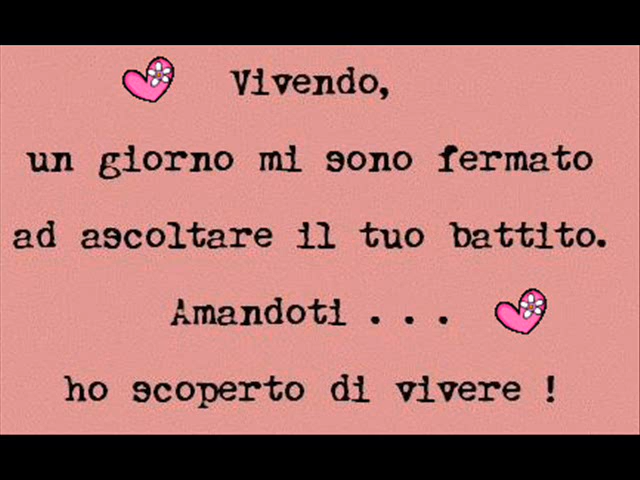 Vivendo,
un giorno mi sono fermato
ad ascoltare il tuo battito.
Amandoti . . .
ho scoperto di vivere !